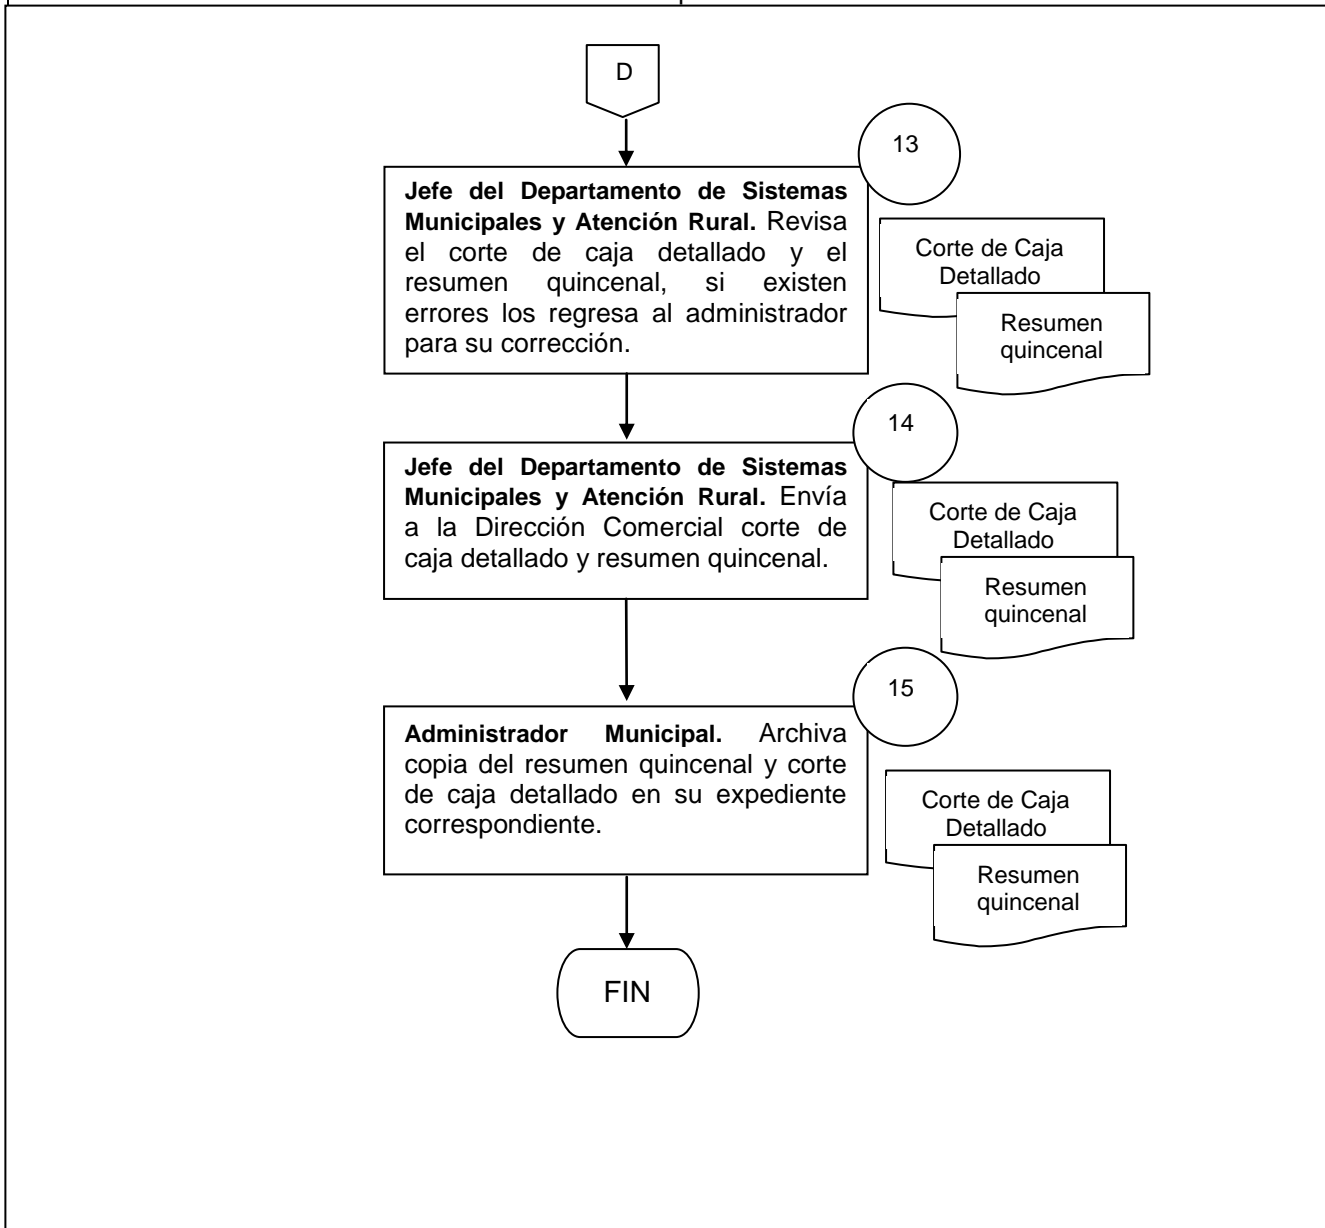 D
13
Jefe del Departamento de Sistemas
Municipales y Atención Rural. Revisa
el corte de caja detallado y el
resumen quincenal, si existen
errores los regresa al administrador
para su corrección.
Corte de Caja
Detallado
Resumen
quincenal
14
Jefe del Departamento de Sistemas
Municipales y Atención Rural. Envía
a la Dirección Comercial corte de
caja detallado y resumen quincenal.
Corte de Caja
Detallado
Resumen
quincenal
15
Administrador Municipal. Archiva
copia del resumen quincenal y corte
de caja detallado en su expediente
correspondiente.
Corte de Caja
Detallado
Resumen
quincenal
FIN